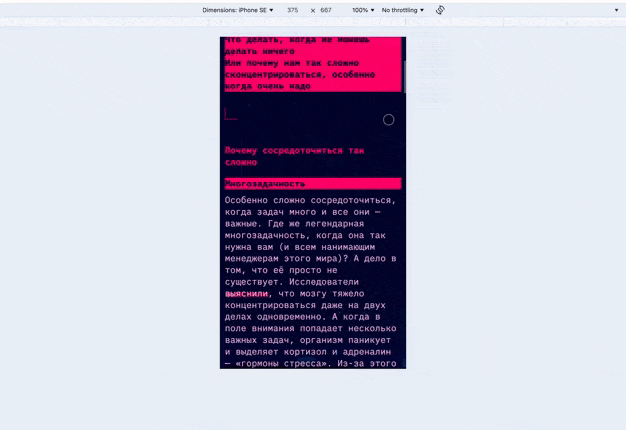 Dimensions: iPhone SE ▼ 375 × 667 100% ▼ No throttling ▼
Что делать, когда не можешь
делать ничего
Или почему нам так сложно
сконцентрироваться, особенно
когда очень надо
Почему сосредоточиться так
сложно
Многозадачность
Особенно сложно сосредоточиться,
когда задач много и все они —
важные. Где же легендарная
многозадачность, когда она так
нужна вам (и всем нанимающим
менеджерам этого мира)? А дело в
том, что её просто не
существует. Исследователи
выяснили, что мозгу тяжело
концентрироваться даже на двух
делах одновременно. А когда в
поле внимания попадает несколько
важных задач, организм паникует
и выделяет кортизол и адреналин
— «гормоны стресса». Из-за этого